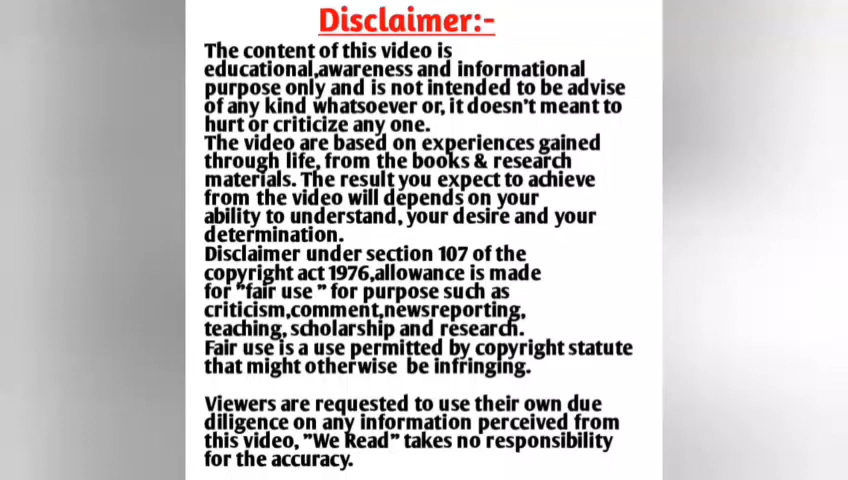 Disclaimer:-
The content of this video is
educational,awareness and informational
purpose only and is not intended to be advise
of any kind whatsoever or, it doesn't meant to
hurt or criticize any one.
The video are based on experiences gained
through life, from the books & research
materials. The result you expect to achieve
from the video will depends on your
ability to understand, your desire and your
determination.
Disclaimer under section 107 of the
copyright act 1976,allowance is made
for "fair use " for purpose such as
criticism,comment,newsreporting,
teaching, scholarship and research.
Fair use is a use permitted by copyright statute
that might otherwise be infringing.
Viewers are requested to use their own due
diligence on any information perceived from
this video, "We Read" takes no responsibility
for the accuracy.